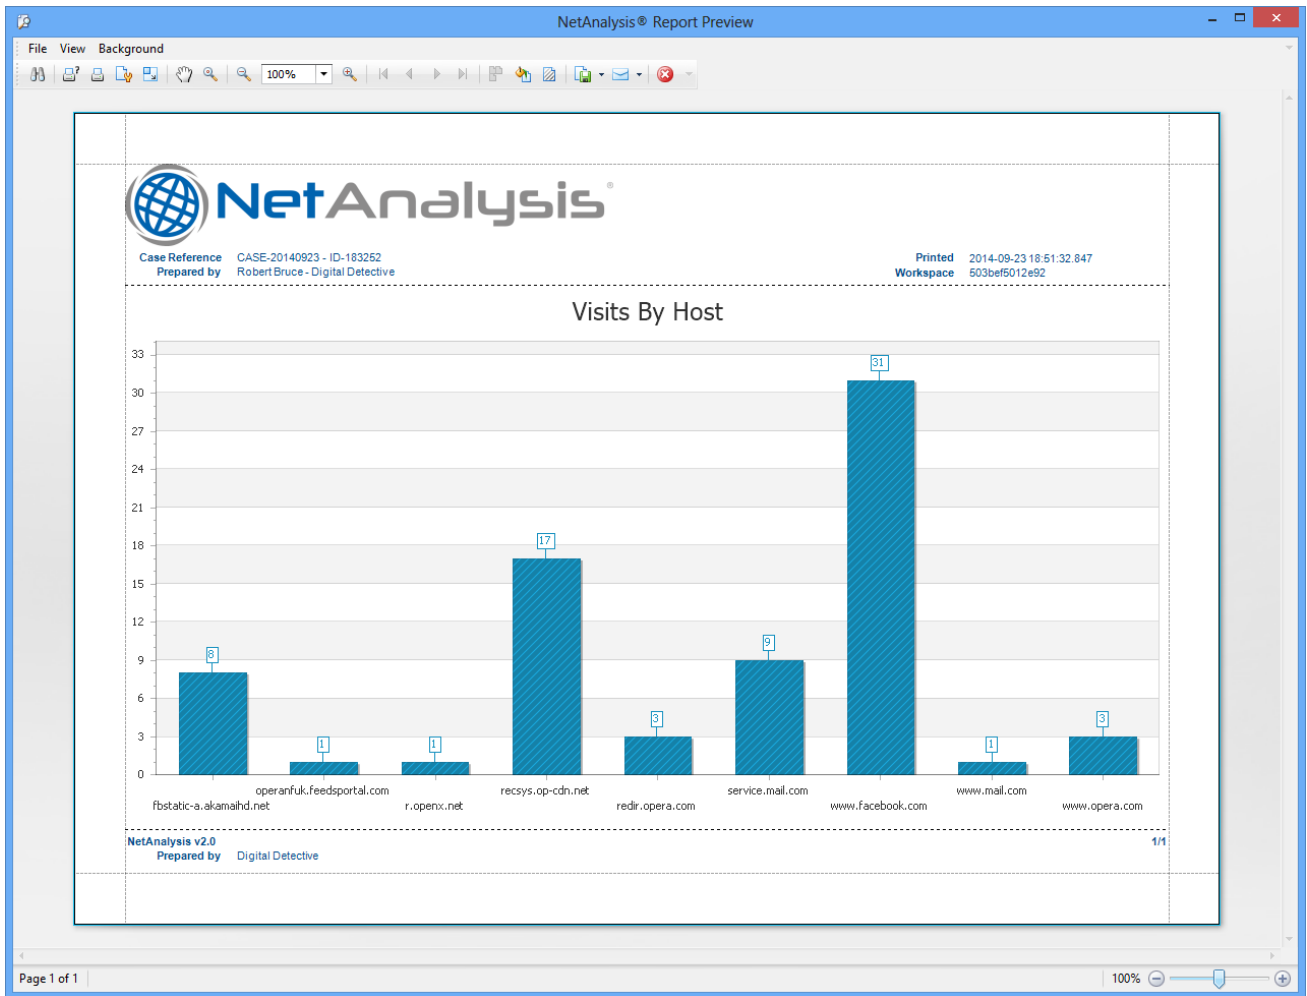 NetAnalysis® Report Preview
File View Background
100%
NetAnalysis®
Case Reference CASE-20140923 - ID-183252
Prepared by Robert Bruce - Digital Detective
Printed 2014-09-23 18:51:32.847
Workspace 503bef5012e92
Visits By Host
33
30
27
24
21
18
15
12
9
6
3
0
8
1
1
17
3
9
31
1
3
fbstatic-a.akamaihd.net
operanfuk.feedsportal.com
r.openx.net
recsys.op-cdn.net
redir.opera.com
service.mail.com
www.facebook.com
www.mail.com
www.opera.com
NetAnalysis v2.0
1/1
Prepared by Digital Detective
Page 1 of 1
100%